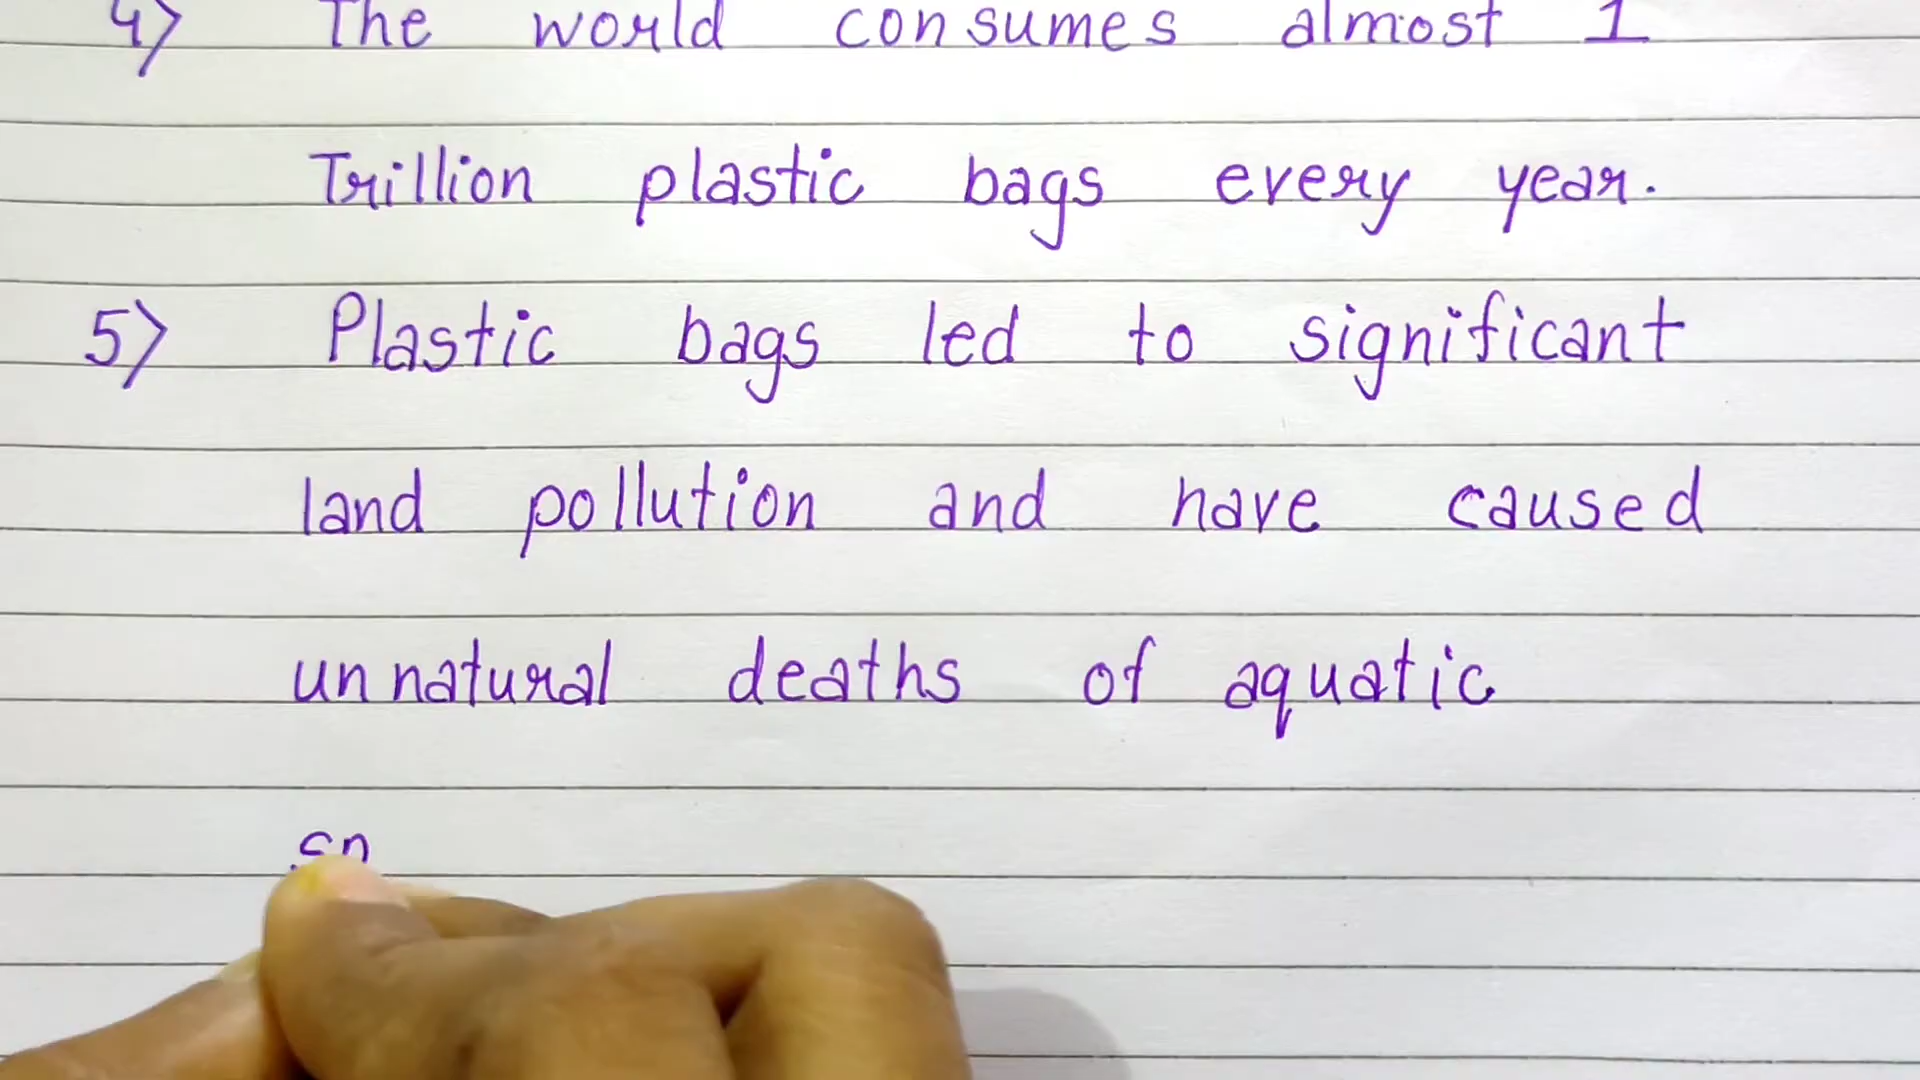 4) The world consumes almost 1
Trillion plastic bags every year.
5) Plastic bags led to significant
land pollution and have caused
unnatural deaths of aquatic